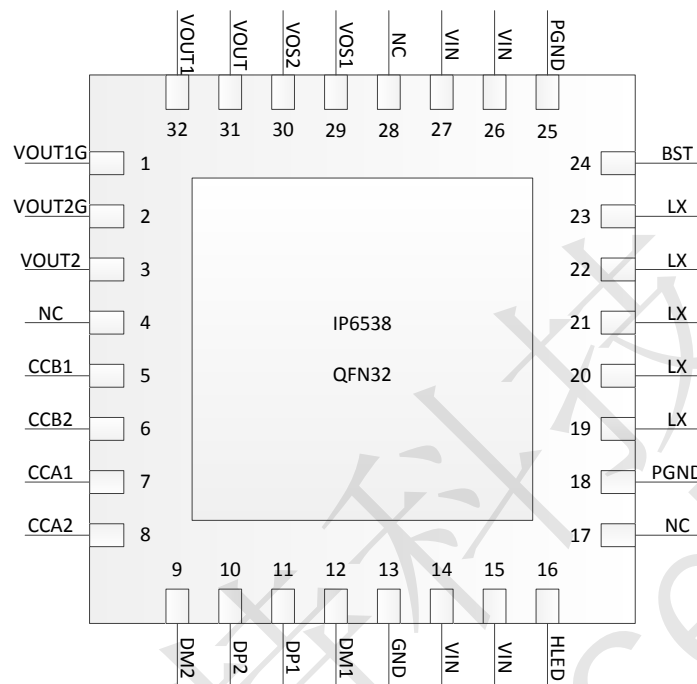 VOUT1 VOUT VOS2 VOS1 NC VIN VIN PGND
32 31 30 29 28 27 26 25
VOUT1G 1 24 BST
VOUT2G 2 23 LX
VOUT2 3 22 LX
NC 4 IP6538 21 LX
CCB1 5 QFN32 20 LX
CCB2 6 19 LX
CCA1 7 18 PGND
CCA2 8 17 NC
9 10 11 12 13 14 15 16
DM2 DP2 DP1 DM1 GND VIN VIN HLED
科技